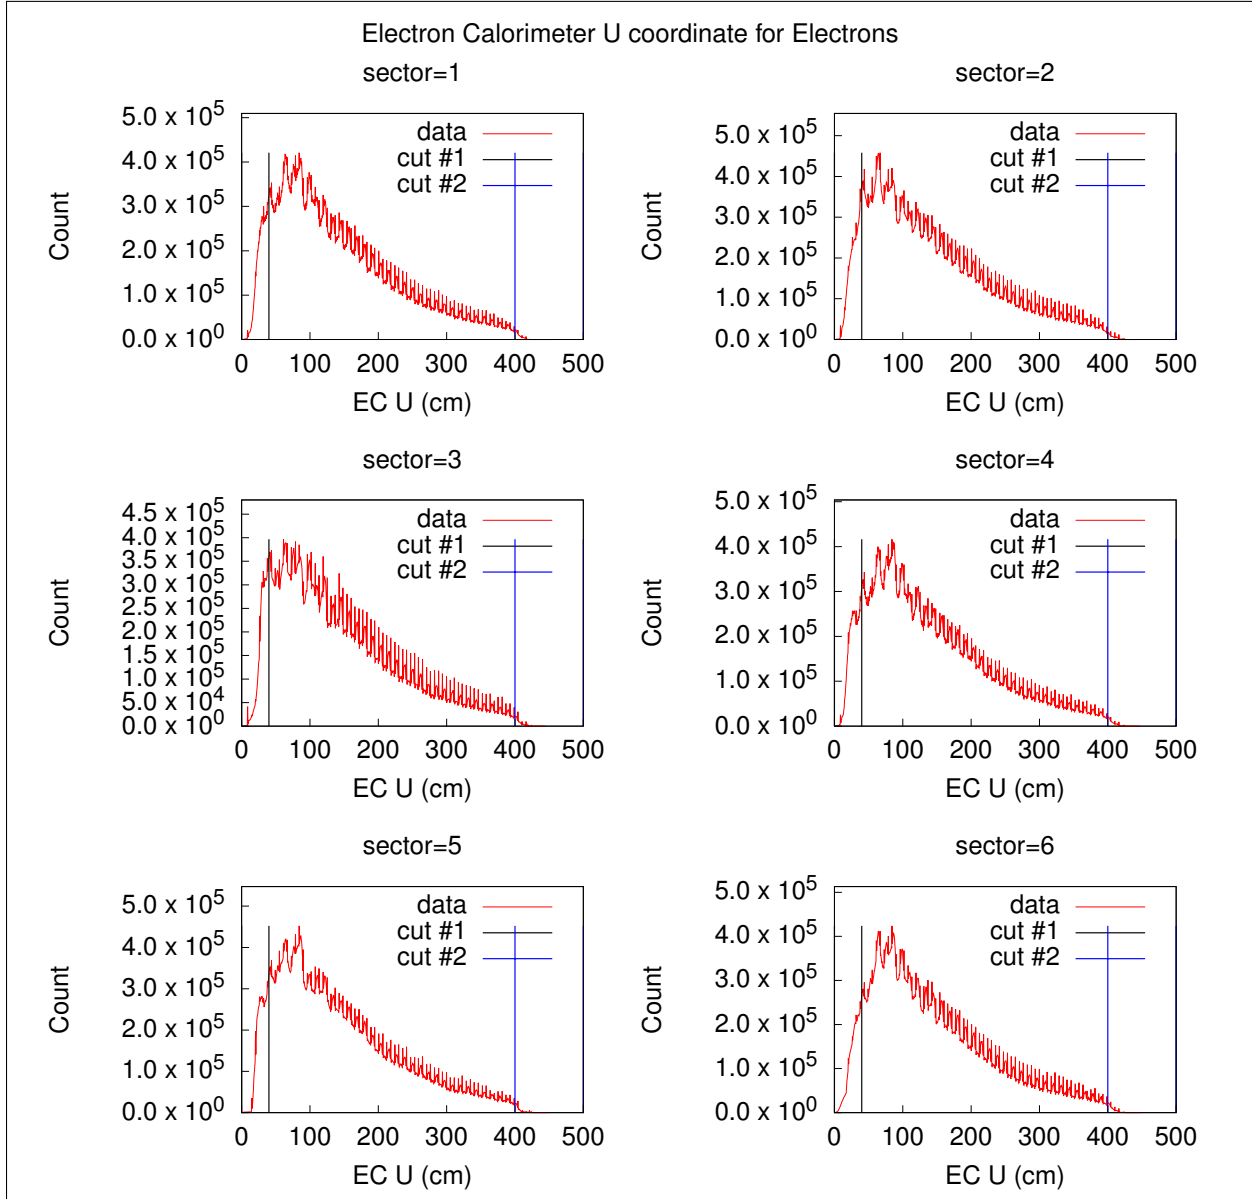 Electron Calorimeter U coordinate for Electrons
sector=1
5.0 x 10^5
4.0 x 10^5
3.0 x 10^5
2.0 x 10^5
1.0 x 10^5
0.0 x 10^0
Count
data
cut #1
cut #2
0 100 200 300 400 500
EC U (cm)
sector=2
5.0 x 10^5
4.0 x 10^5
3.0 x 10^5
2.0 x 10^5
1.0 x 10^5
0.0 x 10^0
Count
data
cut #1
cut #2
0 100 200 300 400 500
EC U (cm)
sector=3
4.5 x 10^5
4.0 x 10^5
3.5 x 10^5
3.0 x 10^5
2.5 x 10^5
2.0 x 10^5
1.5 x 10^5
1.0 x 10^5
5.0 x 10^4
0.0 x 10^0
Count
data
cut #1
cut #2
0 100 200 300 400 500
EC U (cm)
sector=4
5.0 x 10^5
4.0 x 10^5
3.0 x 10^5
2.0 x 10^5
1.0 x 10^5
0.0 x 10^0
Count
data
cut #1
cut #2
0 100 200 300 400 500
EC U (cm)
sector=5
5.0 x 10^5
4.0 x 10^5
3.0 x 10^5
2.0 x 10^5
1.0 x 10^5
0.0 x 10^0
Count
data
cut #1
cut #2
0 100 200 300 400 500
EC U (cm)
sector=6
5.0 x 10^5
4.0 x 10^5
3.0 x 10^5
2.0 x 10^5
1.0 x 10^5
0.0 x 10^0
Count
data
cut #1
cut #2
0 100 200 300 400 500
EC U (cm)